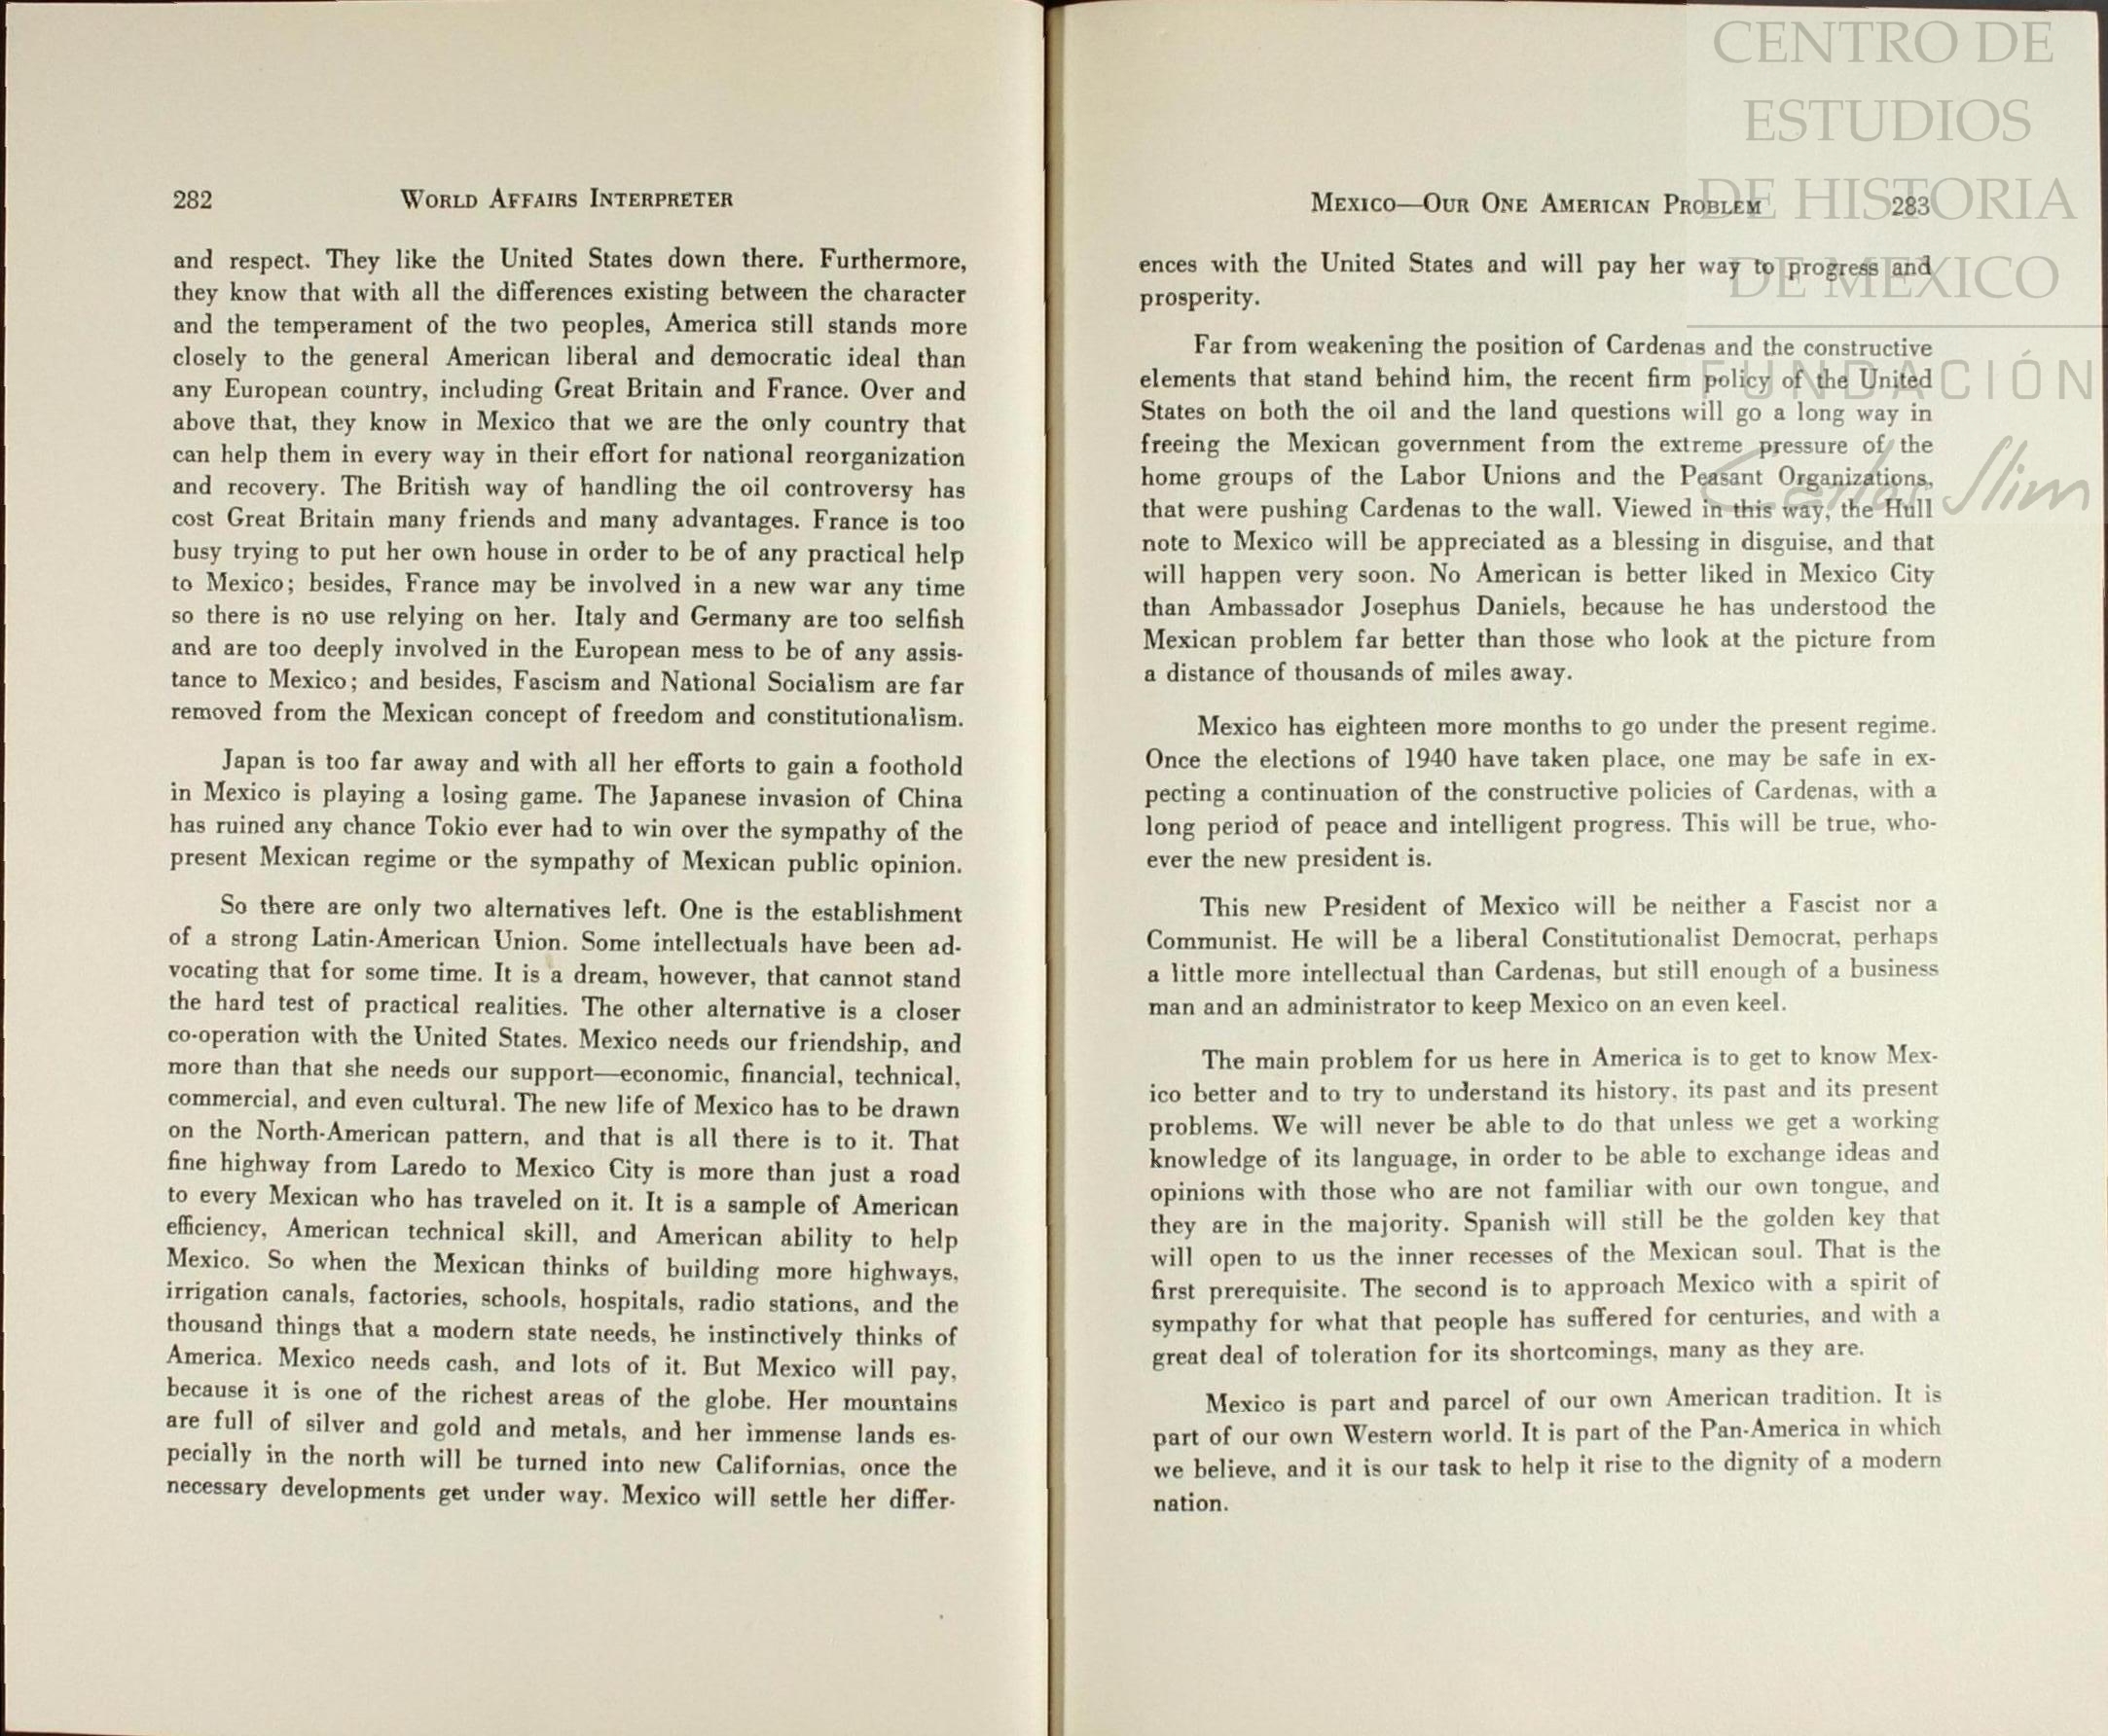 282 WORLD AFFAIRS INTERPRETER
and respect. They like the United States down there. Furthermore,
they know that with all the differences existing between the character
and the temperament of the two peoples, America still stands more
closely to the general American liberal and democratic ideal than
any European country, including Great Britain and France. Over and
above that, they know in Mexico that we are the only country that
can help them in every way in their effort for national reorganization
and recovery. The British way of handling the oil controversy has
cost Great Britain many friends and many advantages. France is too
busy trying to put her own house in order to be of any practical help
to Mexico; besides, France may be involved in a new war any time
so there is no use relying on her. Italy and Germany are too selfish
and are too deeply involved in the European mess to be of any assis-
tance to Mexico; and besides, Fascism and National Socialism are far
removed from the Mexican concept of freedom and constitutionalism.
Japan is too far away and with all her efforts to gain a foothold
in Mexico is playing a losing game. The Japanese invasion of China
has ruined any chance Tokio ever had to win over the sympathy of the
present Mexican regime or the sympathy of Mexican public opinion.
So there are only two alternatives left. One is the establishment
of a strong Latin-American Union. Some intellectuals have been ad-
vocating that for some time. It is a dream, however, that cannot stand
the hard test of practical realities. The other alternative is a closer
co-operation with the United States. Mexico needs our friendship, and
more than that she needs our support—economic, financial, technical,
commercial, and even cultural. The new life of Mexico has to be drawn
on the North-American pattern, and that is all there is to it. That
fine highway from Laredo to Mexico City is more than just a road
to every Mexican who has traveled on it. It is a sample of American
efficiency, American technical skill, and American ability to help
Mexico. So when the Mexican thinks of building more highways,
irrigation canals, factories, schools, hospitals, radio stations, and the
thousand things that a modern state needs, he instinctively thinks of
America. Mexico needs cash, and lots of it. But Mexico will pay,
because it is one of the richest areas of the globe. Her mountains
are full of silver and gold and metals, and her immense lands es-
pecially in the north will be turned into new Californias, once the
necessary developments get under way. Mexico will settle her differ-
MEXICO—OUR ONE AMERICAN PROBLEM 283
ences with the United States and will pay her way to progress and
prosperity.
Far from weakening the position of Cardenas and the constructive
elements that stand behind him, the recent firm policy of the United
States on both the oil and the land questions will go a long way in
freeing the Mexican government from the extreme pressure of the
home groups of the Labor Unions and the Peasant Organizations,
that were pushing Cardenas to the wall. Viewed in this way, the Hull
note to Mexico will be appreciated as a blessing in disguise, and that
will happen very soon. No American is better liked in Mexico City
than Ambassador Josephus Daniels, because he has understood the
Mexican problem far better than those who look at the picture from
a distance of thousands of miles away.
Mexico has eighteen more months to go under the present regime.
Once the elections of 1940 have taken place, one may be safe in ex-
pecting a continuation of the constructive policies of Cardenas, with a
long period of peace and intelligent progress. This will be true, who-
ever the new president is.
This new President of Mexico will be neither a Fascist nor a
Communist. He will be a liberal Constitutionalist Democrat, perhaps
a little more intellectual than Cardenas, but still enough of a business
man and an administrator to keep Mexico on an even keel.
The main problem for us here in America is to get to know Mex-
ico better and to try to understand its history, its past and its present
problems. We will never be able to do that unless we get a working
knowledge of its language, in order to be able to exchange ideas and
opinions with those who are not familiar with our own tongue, and
they are in the majority. Spanish will still be the golden key that
will open to us the inner recesses of the Mexican soul. That is the
first prerequisite. The second is to approach Mexico with a spirit of
sympathy for what that people has suffered for centuries, and with a
great deal of toleration for its shortcomings, many as they are.
Mexico is part and parcel of our own American tradition. It is
part of our own Western world. It is part of the Pan-America in which
we believe, and it is our task to help it rise to the dignity of a modern
nation.
CENTRO DE
ESTUDIOS
DE HISTORIA
DE MEXICO
FUNDACIÓN
Carlos Slim